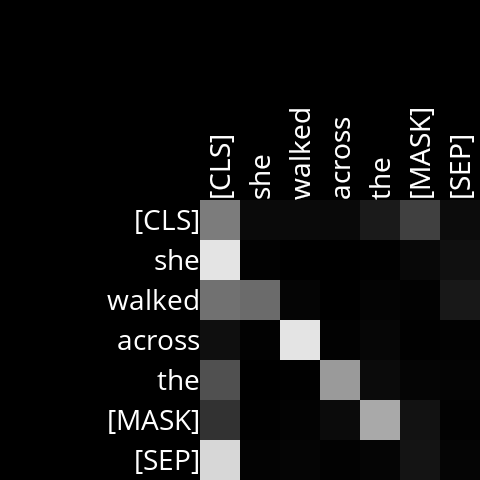 [CLS]
she
walked
across
the
[MASK]
[SEP]
[CLS]
she
walked
across
the
[MASK]
[SEP]